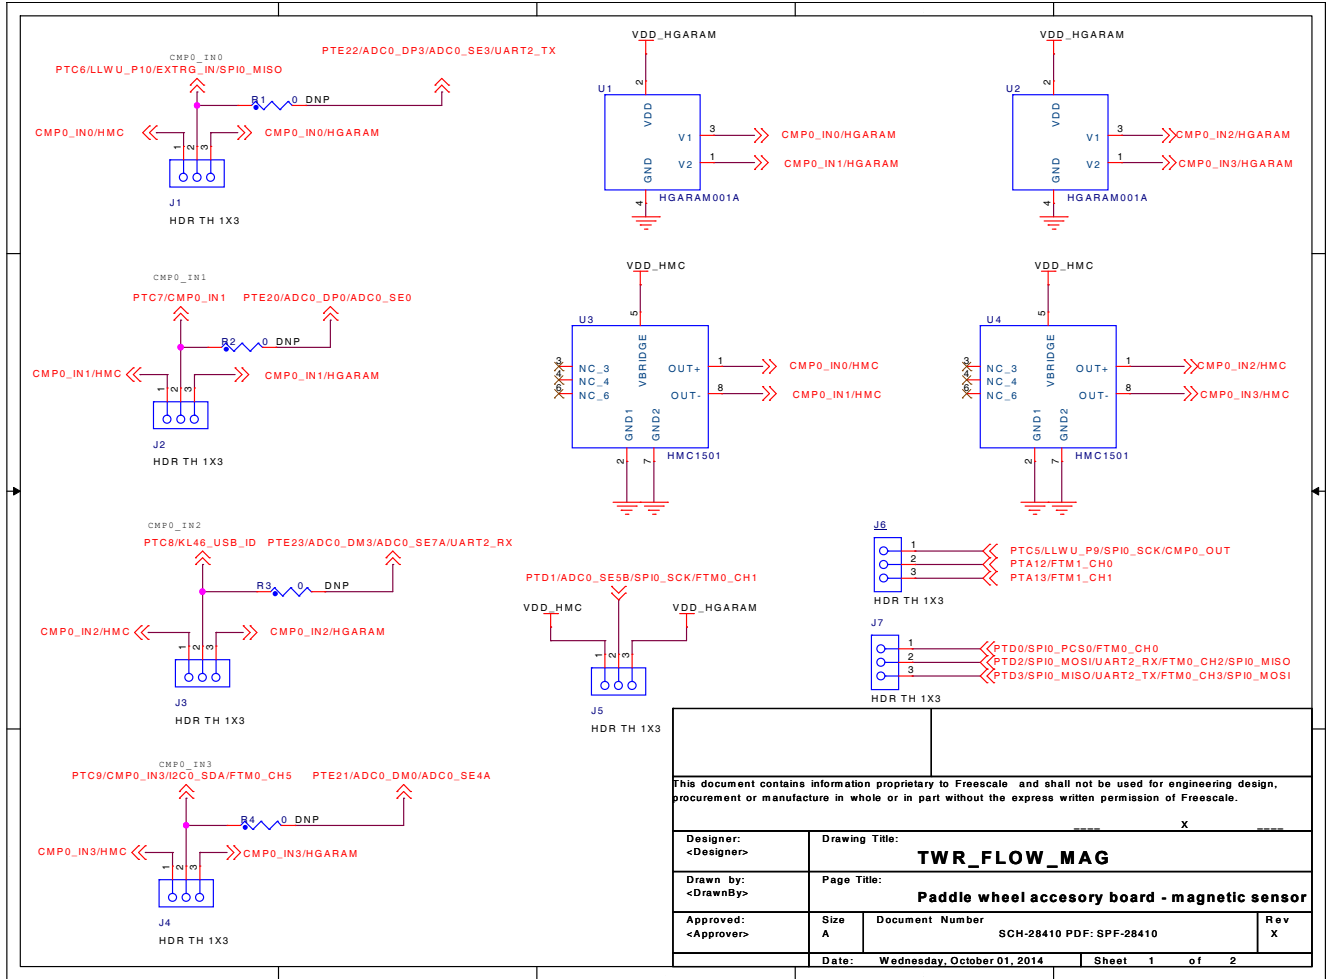 CMP0_IN0
PTC6/LLWU_P10/EXTRG_IN/SPI0_MISO
PTE22/ADC0_DP3/ADC0_SE3/UART2_TX
R1 0 DNP
CMP0_IN0/HMC
CMP0_IN0/HGARAM
1 2 3
J1
HDR TH 1X3
VDD_HGARAM
2
U1
VDD
V1 3
CMP0_IN0/HGARAM
V2 1
CMP0_IN1/HGARAM
GND
4
HGARAM001A
VDD_HGARAM
2
U2
VDD
V1 3
CMP0_IN2/HGARAM
V2 1
CMP0_IN3/HGARAM
GND
4
HGARAM001A
CMP0_IN1
PTC7/CMP0_IN1
PTE20/ADC0_DP0/ADC0_SE0
R2 0 DNP
CMP0_IN1/HMC
CMP0_IN1/HGARAM
1 2 3
J2
HDR TH 1X3
VDD_HMC
5
U3
VBRIDGE
3 NC_3
4 NC_4
6 NC_6
OUT+ 1
CMP0_IN0/HMC
OUT- 8
CMP0_IN1/HMC
GND1
GND2
2 7
HMC1501
VDD_HMC
5
U4
VBRIDGE
3 NC_3
4 NC_4
6 NC_6
OUT+ 1
CMP0_IN2/HMC
OUT- 8
CMP0_IN3/HMC
GND1
GND2
2 7
HMC1501
CMP0_IN2
PTC8/KL46_USB_ID
PTE23/ADC0_DM3/ADC0_SE7A/UART2_RX
R3 0 DNP
CMP0_IN2/HMC
CMP0_IN2/HGARAM
1 2 3
J3
HDR TH 1X3
PTD1/ADC0_SE5B/SPI0_SCK/FTM0_CH1
VDD_HMC
VDD_HGARAM
1 2 3
J5
HDR TH 1X3
J6
1 PTC5/LLWU_P9/SPI0_SCK/CMP0_OUT
2 PTA12/FTM1_CH0
3 PTA13/FTM1_CH1
HDR TH 1X3
J7
1 PTD0/SPI0_PCS0/FTM0_CH0
2 PTD2/SPI0_MOSI/UART2_RX/FTM0_CH2/SPI0_MISO
3 PTD3/SPI0_MISO/UART2_TX/FTM0_CH3/SPI0_MOSI
HDR TH 1X3
CMP0_IN3
PTC9/CMP0_IN3/I2C0_SDA/FTM0_CH5
PTE21/ADC0_DM0/ADC0_SE4A
R4 0 DNP
CMP0_IN3/HMC
CMP0_IN3/HGARAM
1 2 3
J4
HDR TH 1X3
This document contains information proprietary to Freescale and shall not be used for engineering design,
procurement or manufacture in whole or in part without the express written permission of Freescale.
____ X ____
Designer:
<Designer>
Drawing Title:
TWR_FLOW_MAG
Drawn by:
<DrawnBy>
Page Title:
Paddle wheel accesory board - magnetic sensor
Approved:
<Approver>
Size
A
Document Number
SCH-28410 PDF: SPF-28410
Rev
X
Date: Wednesday, October 01, 2014
Sheet 1 of 2